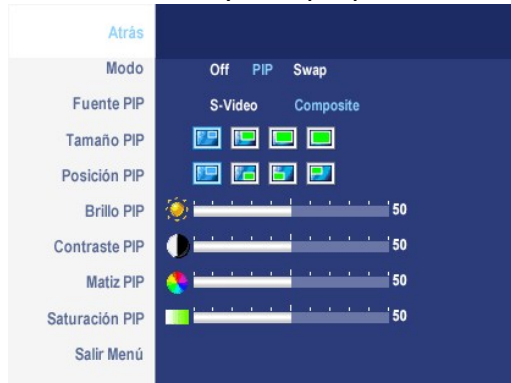 Atrás
Modo Off PIP Swap
Fuente PIP S-Video Composite
Tamaño PIP
Posición PIP
Brillo PIP 50
Contraste PIP 50
Matiz PIP 50
Saturación PIP 50
Salir Menú